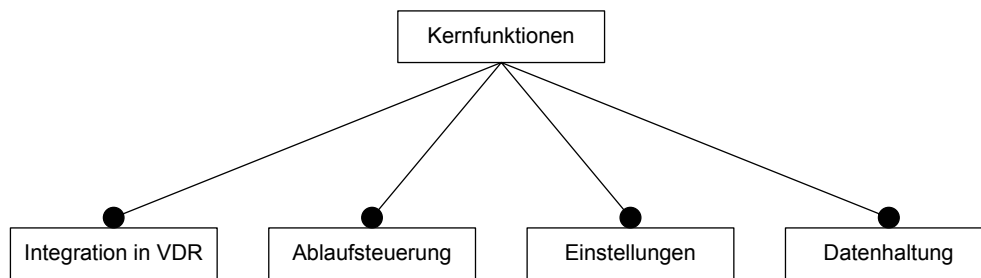 Kernfunktionen
Integration in VDR
Ablaufsteuerung
Einstellungen
Datenhaltung